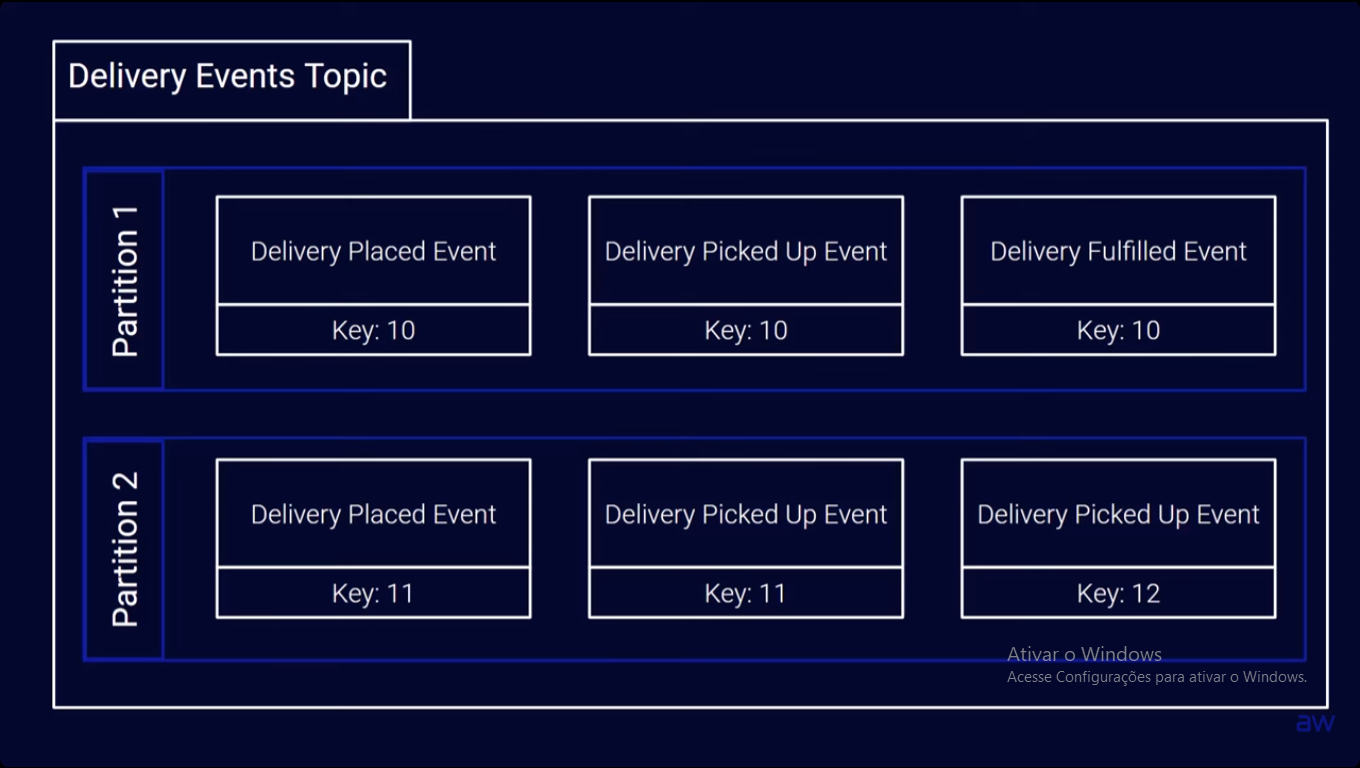 Delivery Events Topic
Partition 1
Delivery Placed Event
Key: 10
Delivery Picked Up Event
Key: 10
Delivery Fulfilled Event
Key: 10
Partition 2
Delivery Placed Event
Key: 11
Delivery Picked Up Event
Key: 11
Delivery Picked Up Event
Key: 12
Ativar o Windows
Acesse Configurações para ativar o Windows.
aw